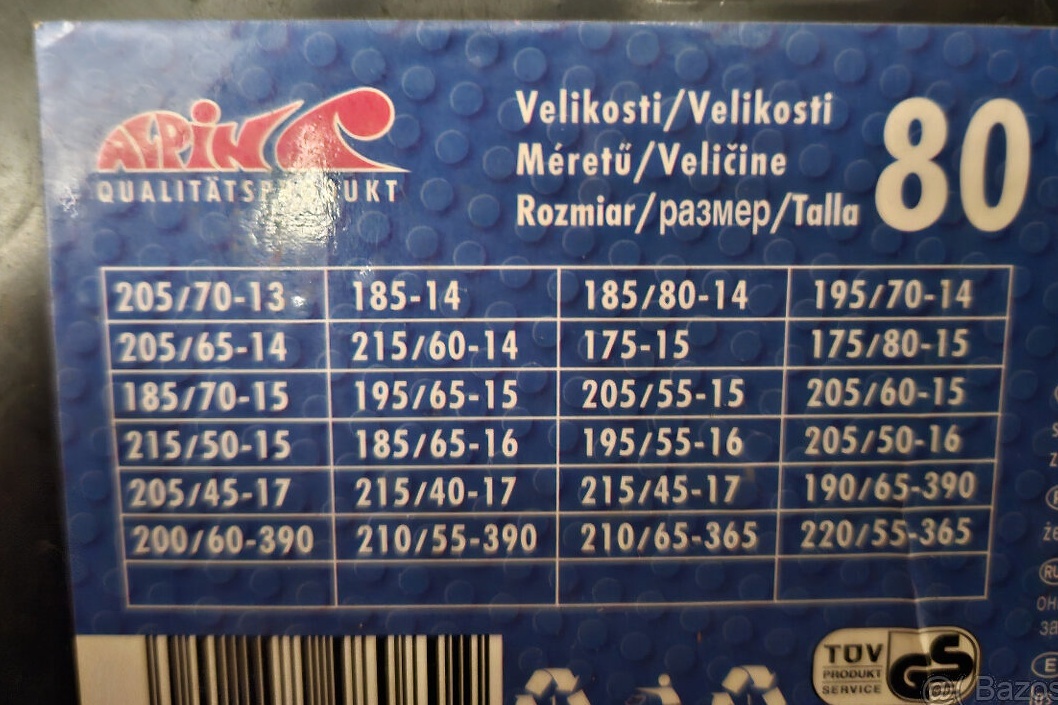 ALPIN
QUALITÄTSPRODUKT
Velikosti/Velikosti
Méretű/Veličine
Rozmiar/размер/Talla
80
205/70-13 185-14 185/80-14 195/70-14
205/65-14 215/60-14 175-15 175/80-15
185/70-15 195/65-15 205/55-15 205/60-15
215/50-15 185/65-16 195/55-16 205/50-16
205/45-17 215/40-17 215/45-17 190/65-390
200/60-390 210/55-390 210/65-365 220/55-365
TÜV
PRODUKT
SERVICE
GS
RU
E